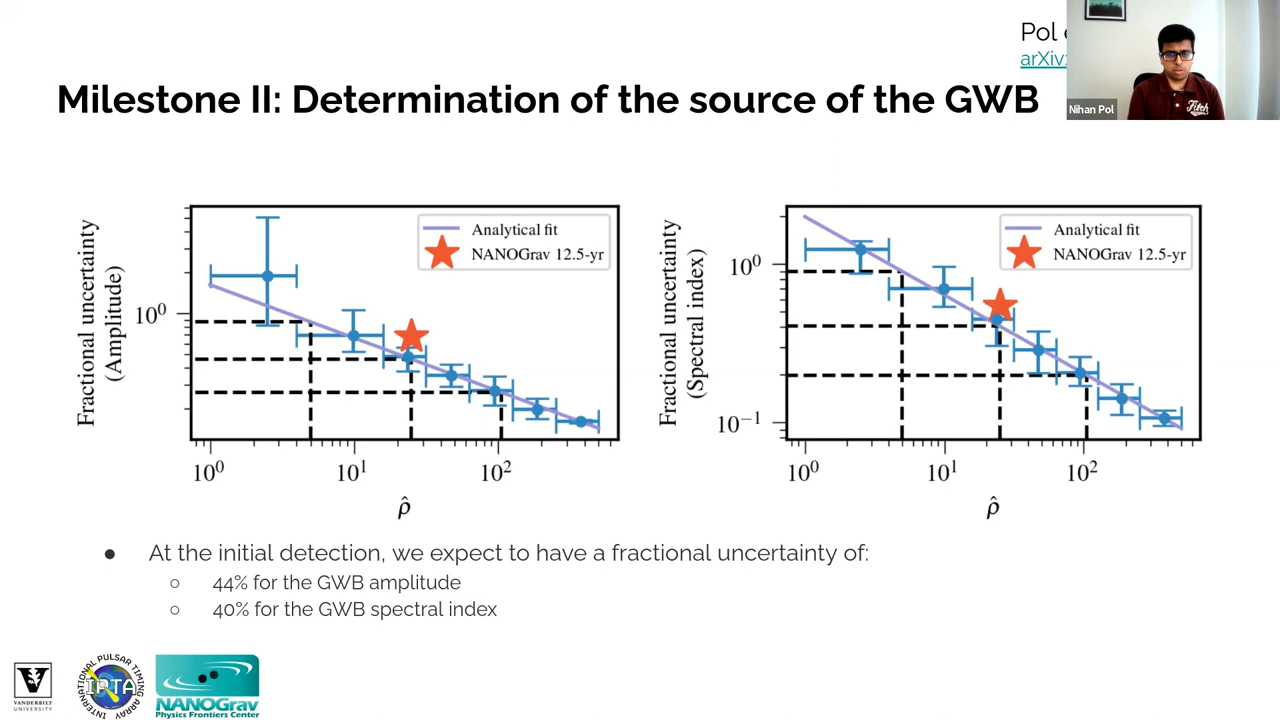 Pol
arXiv:
Milestone II: Determination of the source of the GWB
Nihan Pol
Fitch
Fractional uncertainty
(Amplitude)
10⁰
Analytical fit
NANOGrav 12.5-yr
10⁰
10¹
10²
ρ̂
Fractional uncertainty
(Spectral index)
10⁰
10⁻¹
Analytical fit
NANOGrav 12.5-yr
10⁰
10¹
10²
ρ̂
● At the initial detection, we expect to have a fractional uncertainty of:
○ 44% for the GWB amplitude
○ 40% for the GWB spectral index
V
VANDERBILT
UNIVERSITY
INTERNATIONAL PULSAR TIMING ARRAY
IPTA
NANOGrav
Physics Frontiers Center